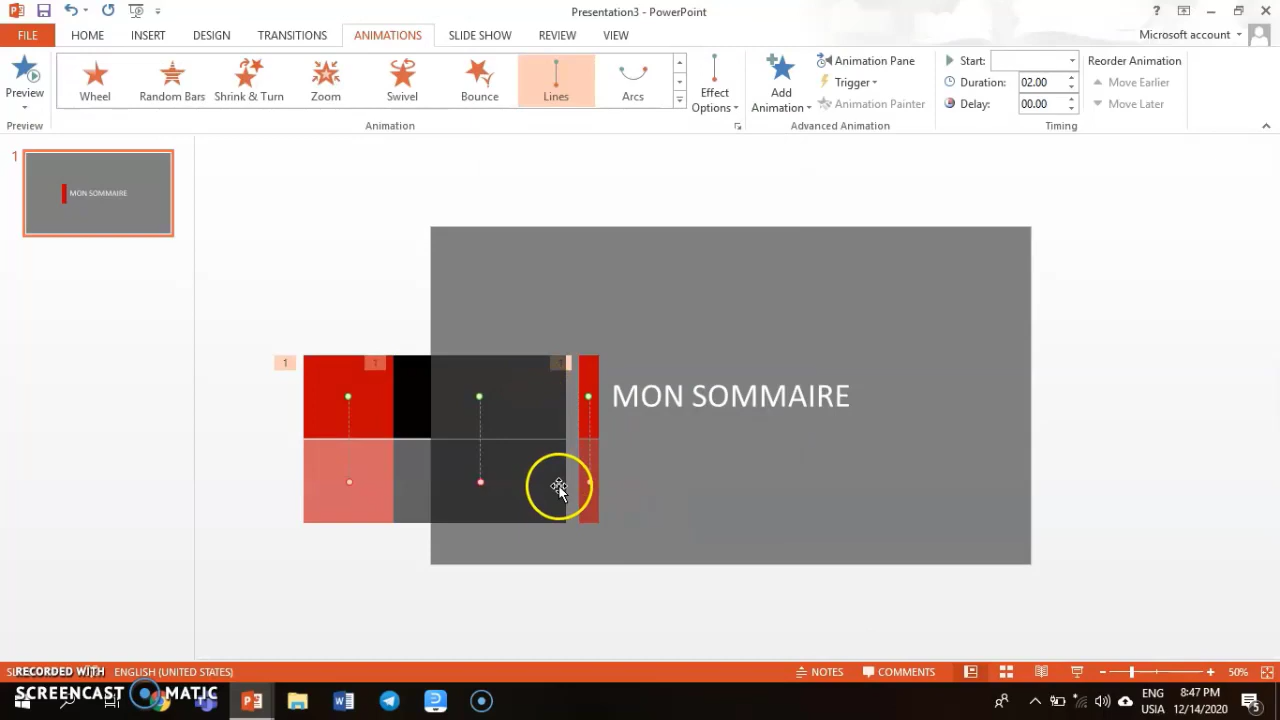 Presentation3 - PowerPoint
?
FILE HOME INSERT DESIGN TRANSITIONS ANIMATIONS SLIDE SHOW REVIEW VIEW
Microsoft account
Preview
Wheel
Random Bars
Shrink & Turn
Zoom
Swivel
Bounce
Lines
Arcs
Effect
Options
Add
Animation
Animation Pane
Trigger
Animation Painter
Start:
Duration: 02.00
Delay: 00.00
Reorder Animation
Move Earlier
Move Later
Preview
Animation
Advanced Animation
Timing
1
MON SOMMAIRE
1
1
1
MON SOMMAIRE
ENGLISH (UNITED STATES)
NOTES
COMMENTS
50%
RECORDED WITH
SCREENCAST MATIC
ENG
USIA
8:47 PM
12/14/2020
5